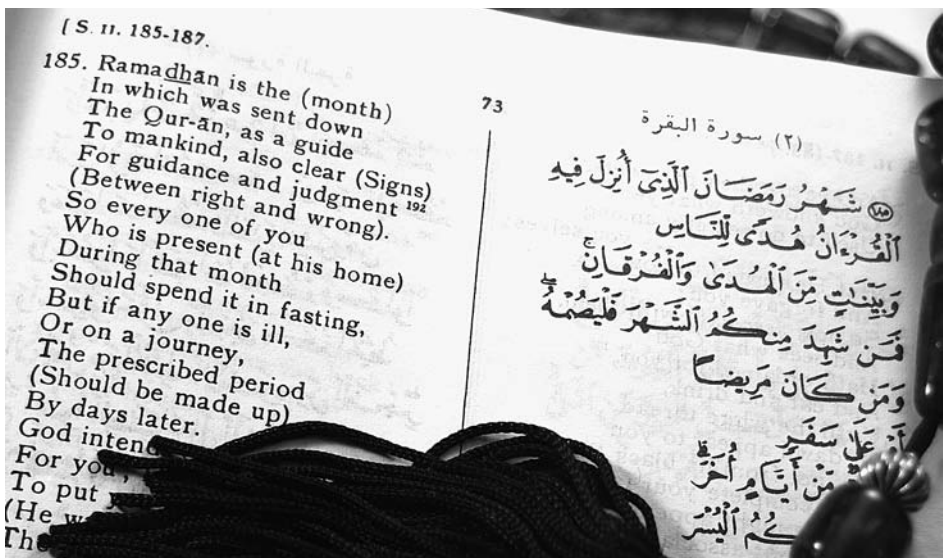 [ S. II. 185-187.
185. Ramadhān is the (month)
In which was sent down
The Qur-ān, as a guide
To mankind, also clear (Signs)
For guidance and judgment 192
(Between right and wrong).
So every one of you
Who is present (at his home)
During that month
Should spend it in fasting,
But if any one is ill,
Or on a journey,
The prescribed period
(Should be made up)
By days later.
God
For you,
To put
(He
73
(٢) سورة البقرة
١٨٥ شَهْرُ رَمَضَانَ ٱلَّذِىٓ أُنزِلَ فِيهِ
ٱلْقُرْءَانُ هُدًى لِّلنَّاسِ
وَبَيِّنَٰتٍ مِّنَ ٱلْهُدَىٰ وَٱلْفُرْقَانِ ۚ
فَمَن شَهِدَ مِنكُمُ ٱلشَّهْرَ فَلْيَصُمْهُ ۖ
وَمَن كَانَ مَرِيضًا
سَفَرٍ
مِّنْ أَيَّامٍ أُخَرَ ۗ
ٱلْيُسْرَ